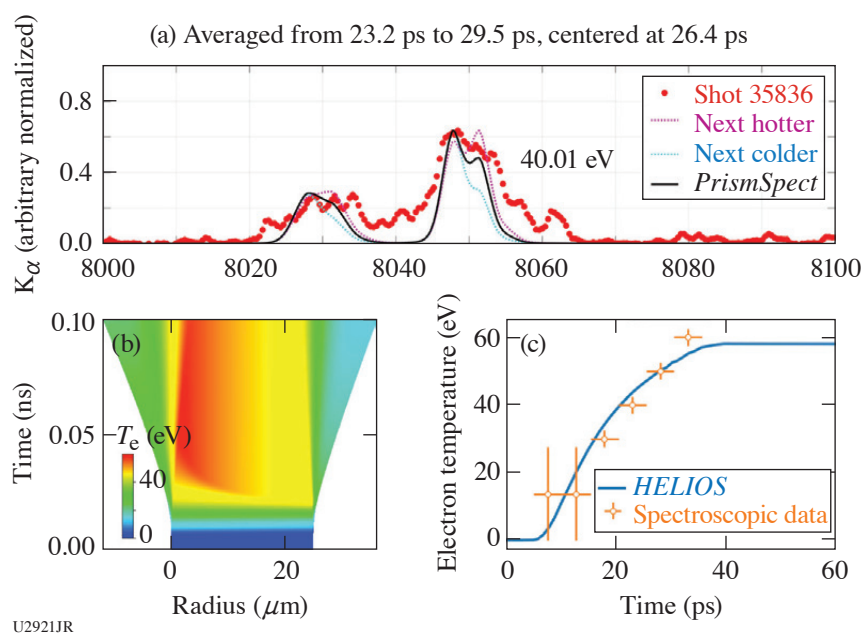 (a) Averaged from 23.2 ps to 29.5 ps, centered at 26.4 ps
Kα (arbitrary normalized)
0.8
0.4
0.0
Shot 35836
Next hotter
Next colder
PrismSpect
40.01 eV
8000
8020
8040
8060
8080
8100
(b)
Time (ns)
0.10
0.05
0.00
Te (eV)
40
0
0
20
Radius (μm)
(c)
Electron temperature (eV)
60
40
20
0
HELIOS
Spectroscopic data
0
20
40
60
Time (ps)
U2921JR